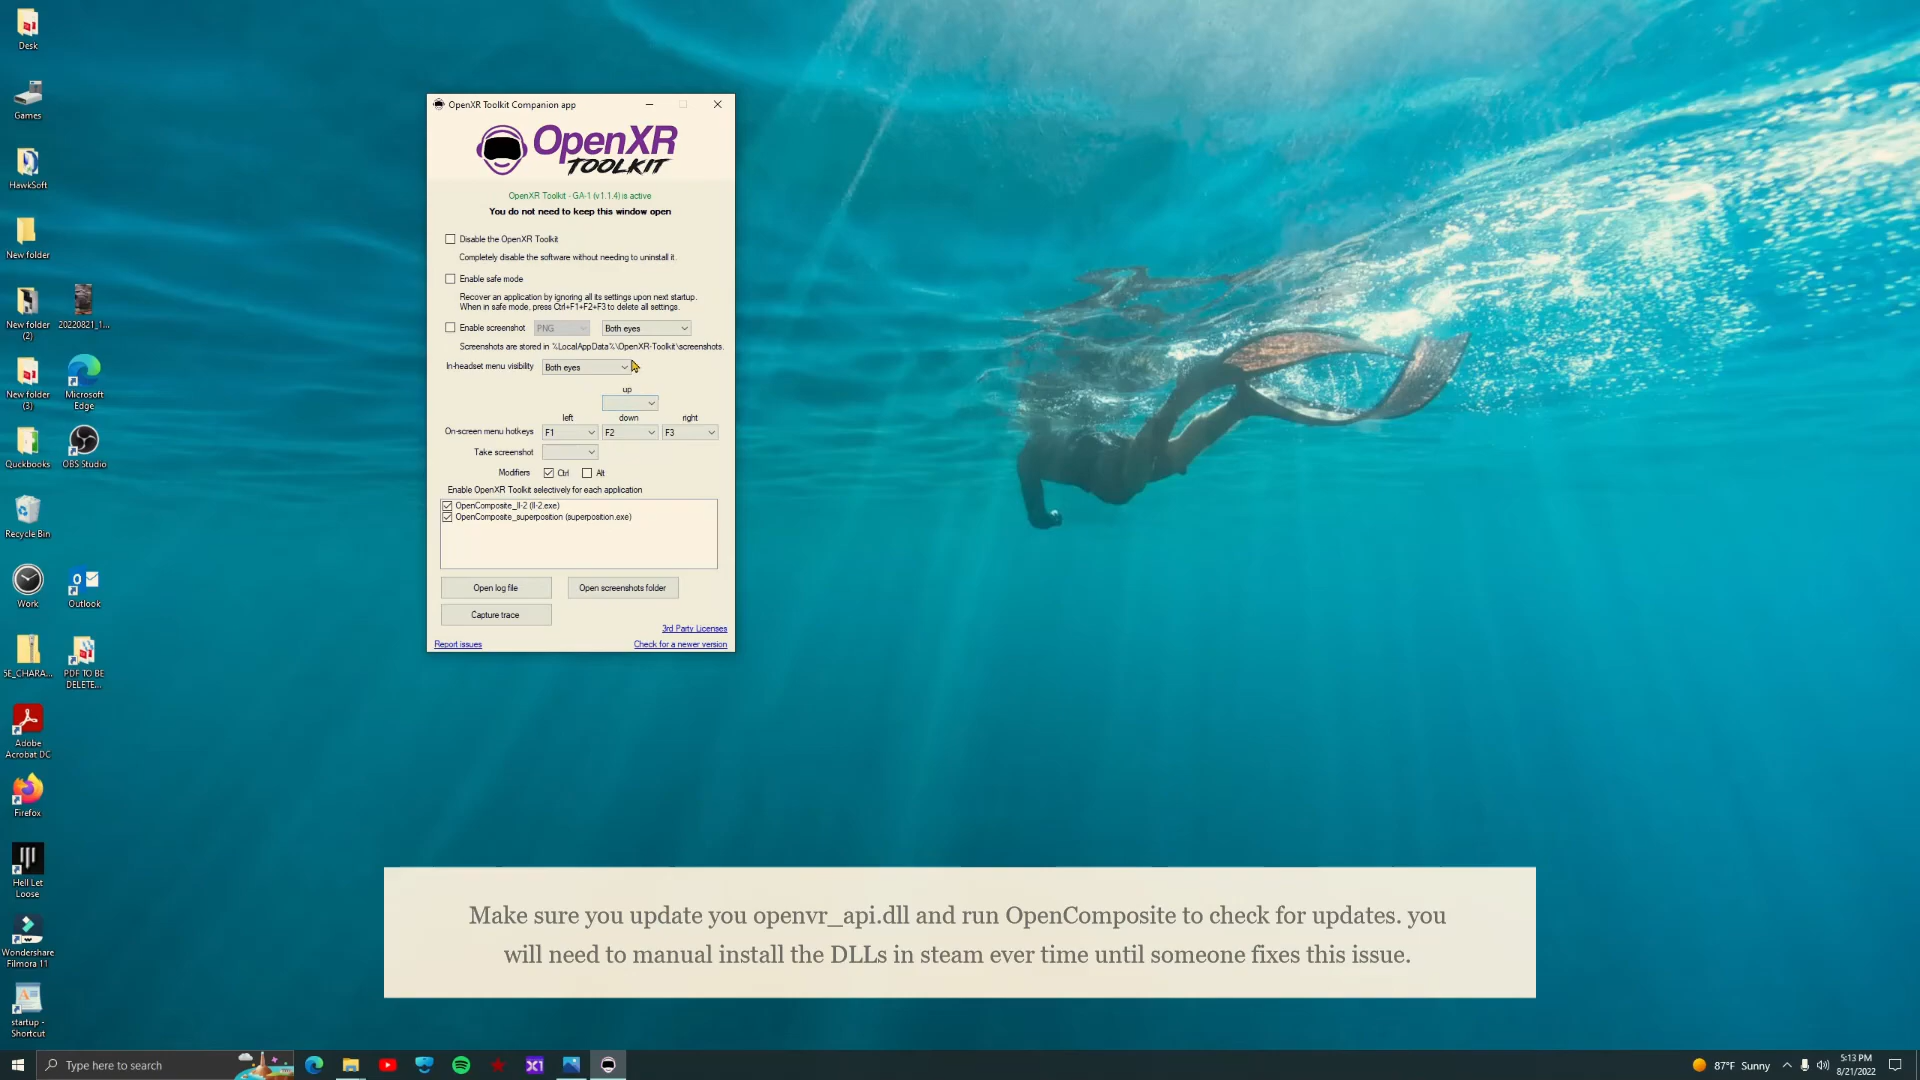 Desk
Games
HawkSoft
New folder
New folder
(2)
20220821_1...
New folder
(3)
Microsoft
Edge
Quickbooks
OBS Studio
Recycle Bin
Work
Outlook
5E_CHARA...
PDF TO BE
DELETE...
Adobe
Acrobat DC
Firefox
Hell Let
Loose
Wondershare
Filmora 11
startup -
Shortcut
OpenXR Toolkit Companion app
OpenXR
TOOLKIT
OpenXR Toolkit - GA-1 (v1.1.4) is active
You do not need to keep this window open
Disable the OpenXR Toolkit
Completely disable the software without needing to uninstall it.
Enable safe mode
Recover an application by ignoring all its settings upon next startup.
When in safe mode, press Ctrl+F1+F2+F3 to delete all settings.
Enable screenshot PNG Both eyes
Screenshots are stored in %LocalAppData%\OpenXR-Toolkit\screenshots.
In-headset menu visibility Both eyes
up
left down right
On-screen menu hotkeys F1 F2 F3
Take screenshot
Modifiers Ctrl Alt
Enable OpenXR Toolkit selectively for each application
OpenComposite_Il-2 (Il-2.exe)
OpenComposite_superposition (superposition.exe)
Open log file Open screenshots folder
Capture trace
3rd Party Licenses
Report issues Check for a newer version
Make sure you update you openvr_api.dll and run OpenComposite to check for updates. you
will need to manual install the DLLs in steam ever time until someone fixes this issue.
Type here to search
X1
87°F Sunny
5:13 PM
8/21/2022